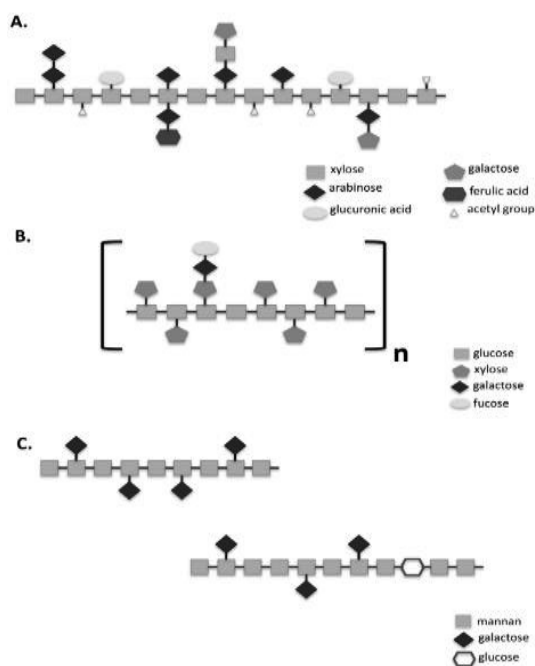 A.
xylose
galactose
arabinose
ferulic acid
glucuronic acid
acetyl group
B.
n
glucose
xylose
galactose
fucose
C.
mannan
galactose
glucose